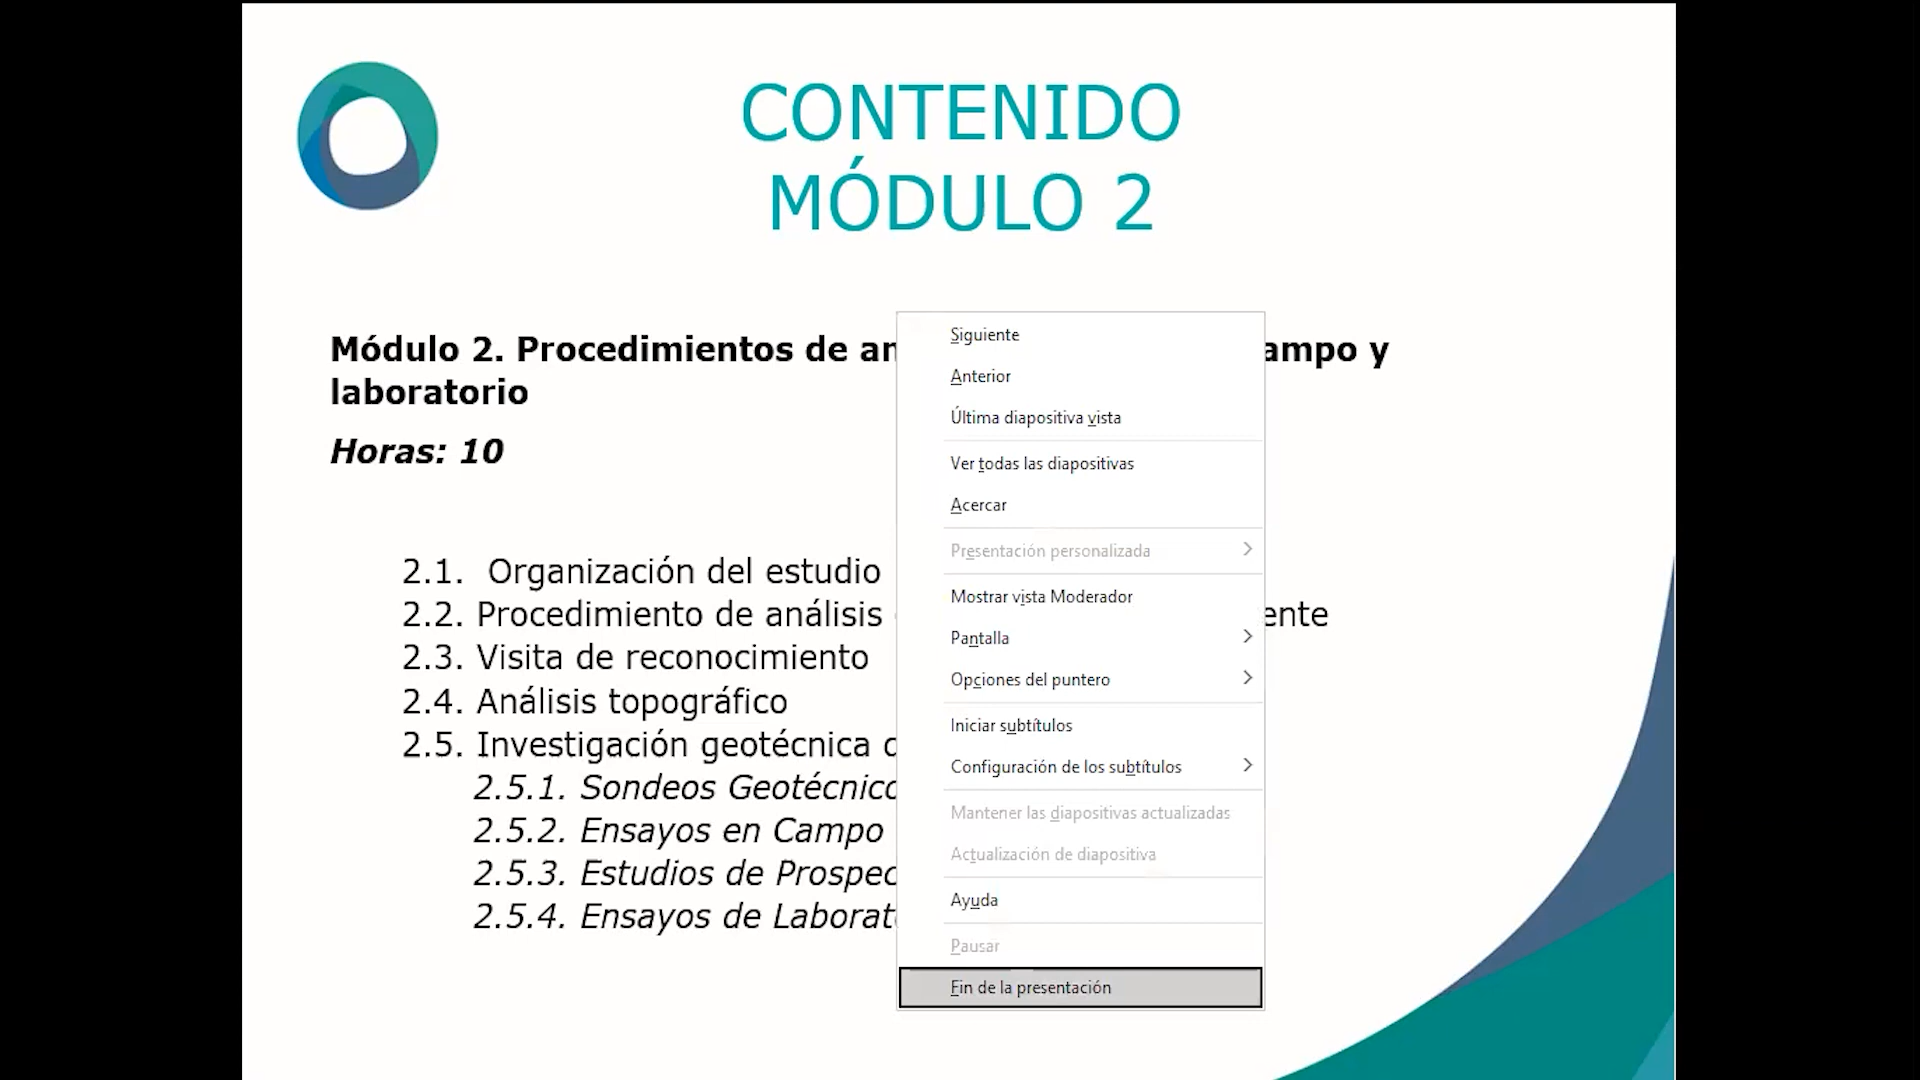 CONTENIDO
MÓDULO 2
Módulo 2. Procedimientos de
ampo y
laboratorio
Horas: 10
2.1. Organización del estudio
2.2. Procedimiento de análisis
ente
2.3. Visita de reconocimiento
2.4. Análisis topográfico
2.5. Investigación geotécnica
2.5.1. Sondeos Geotécnico
2.5.2. Ensayos en Campo
2.5.3. Estudios de Prospec
2.5.4. Ensayos de Laborat
Siguiente
Anterior
Última diapositiva vista
Ver todas las diapositivas
Acercar
Presentación personalizada
Mostrar vista Moderador
Pantalla
Opciones del puntero
Iniciar subtítulos
Configuración de los subtítulos
Mantener las diapositivas actualizadas
Actualización de diapositiva
Ayuda
Pausar
Fin de la presentación